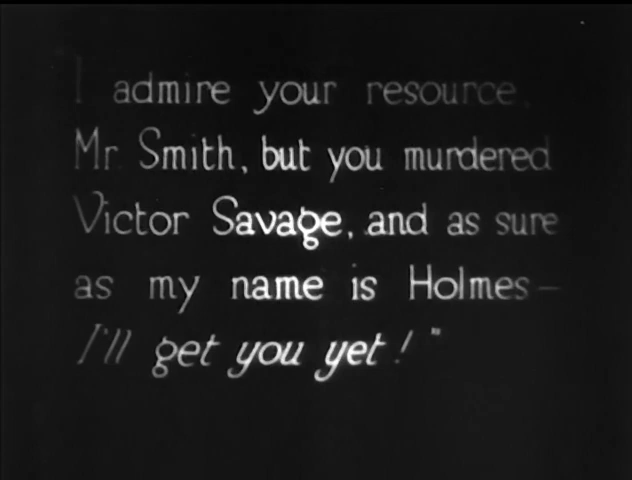 I admire your resource,
Mr Smith, but you murdered
Victor Savage, and as sure
as my name is Holmes—
I'll get you yet!"